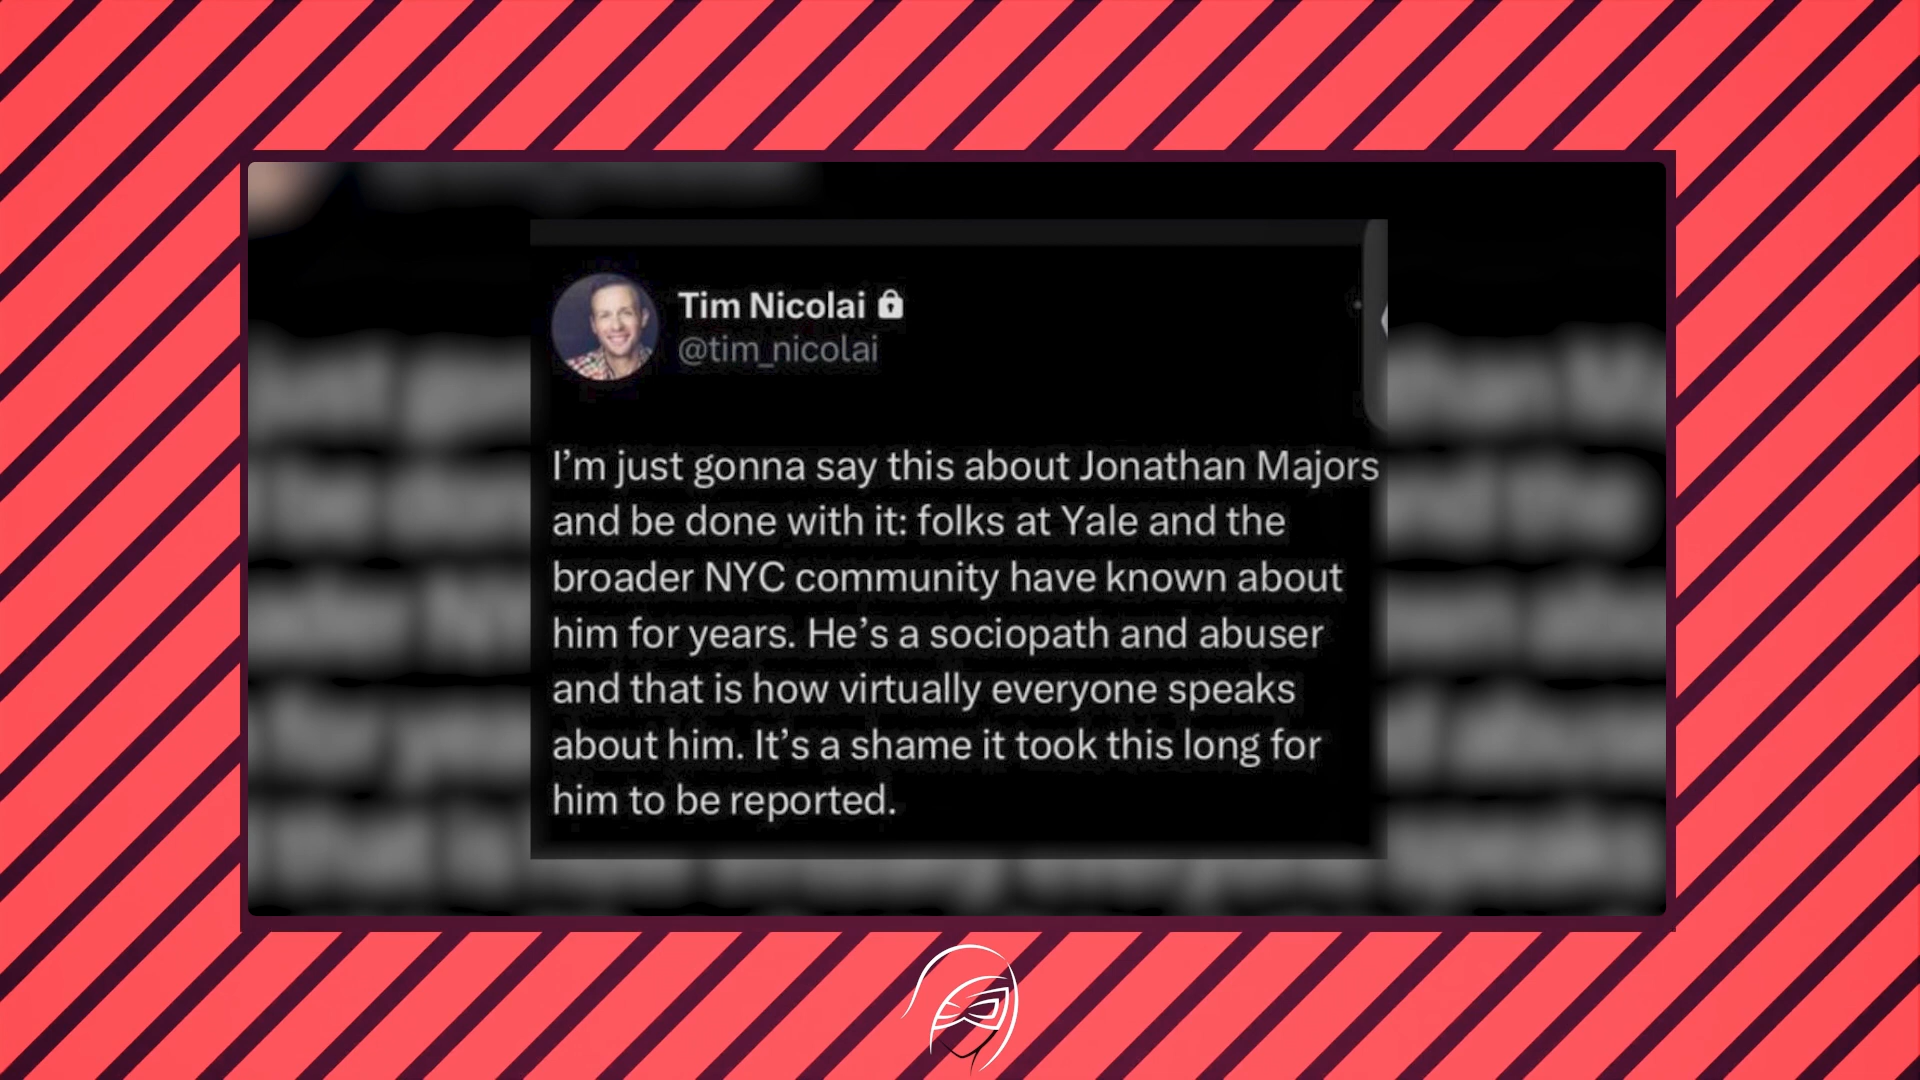 Tim Nicolai
@tim_nicolai
I'm just gonna say this about Jonathan Majors
and be done with it: folks at Yale and the
broader NYC community have known about
him for years. He's a sociopath and abuser
and that is how virtually everyone speaks
about him. It's a shame it took this long for
him to be reported.